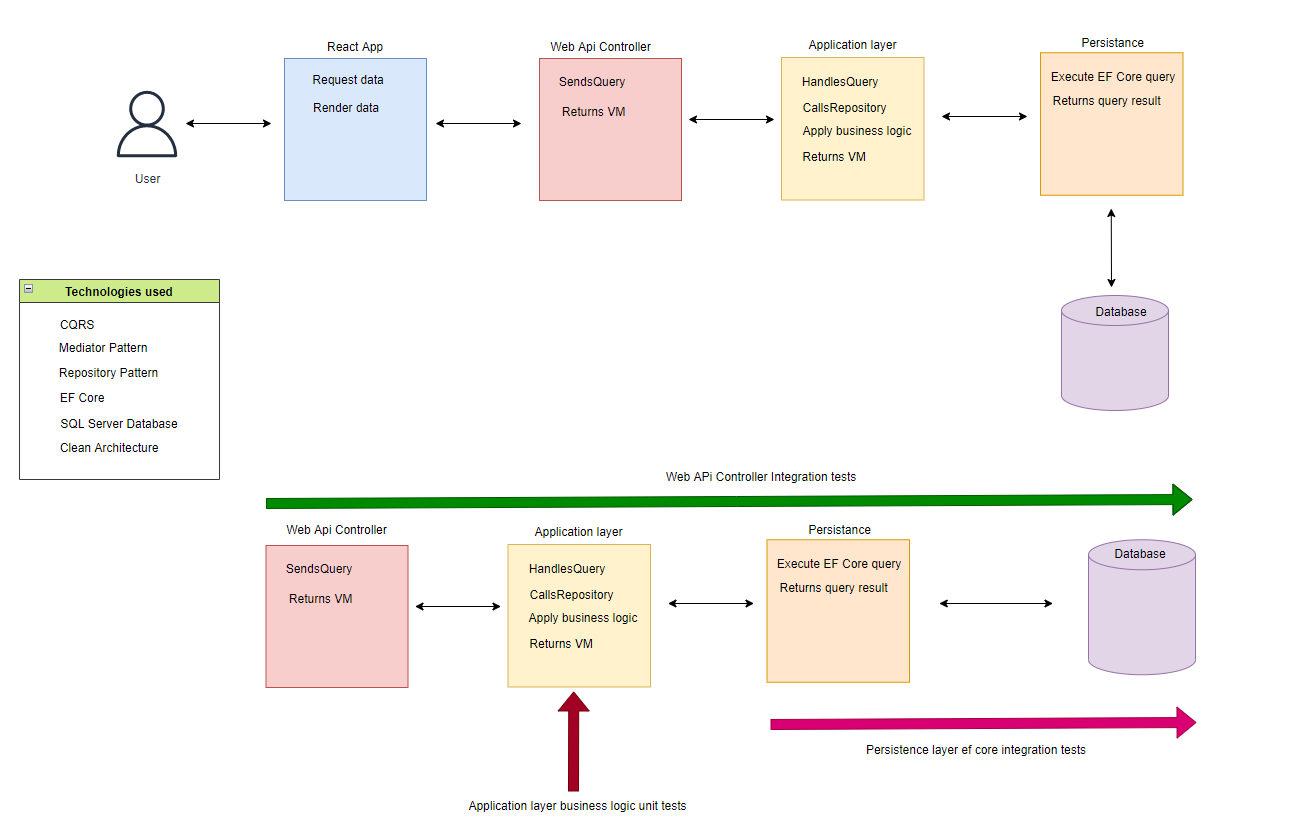 React App
Request data
Render data
Web Api Controller
SendsQuery
Returns VM
Application layer
HandlesQuery
CallsRepository
Apply business logic
Returns VM
Persistance
Execute EF Core query
Returns query result
User
Database
Technologies used
CQRS
Mediator Pattern
Repository Pattern
EF Core
SQL Server Database
Clean Architecture
Web APi Controller Integration tests
Web Api Controller
SendsQuery
Returns VM
Application layer
HandlesQuery
CallsRepository
Apply business logic
Returns VM
Persistance
Execute EF Core query
Returns query result
Database
Persistence layer ef core integration tests
Application layer business logic unit tests